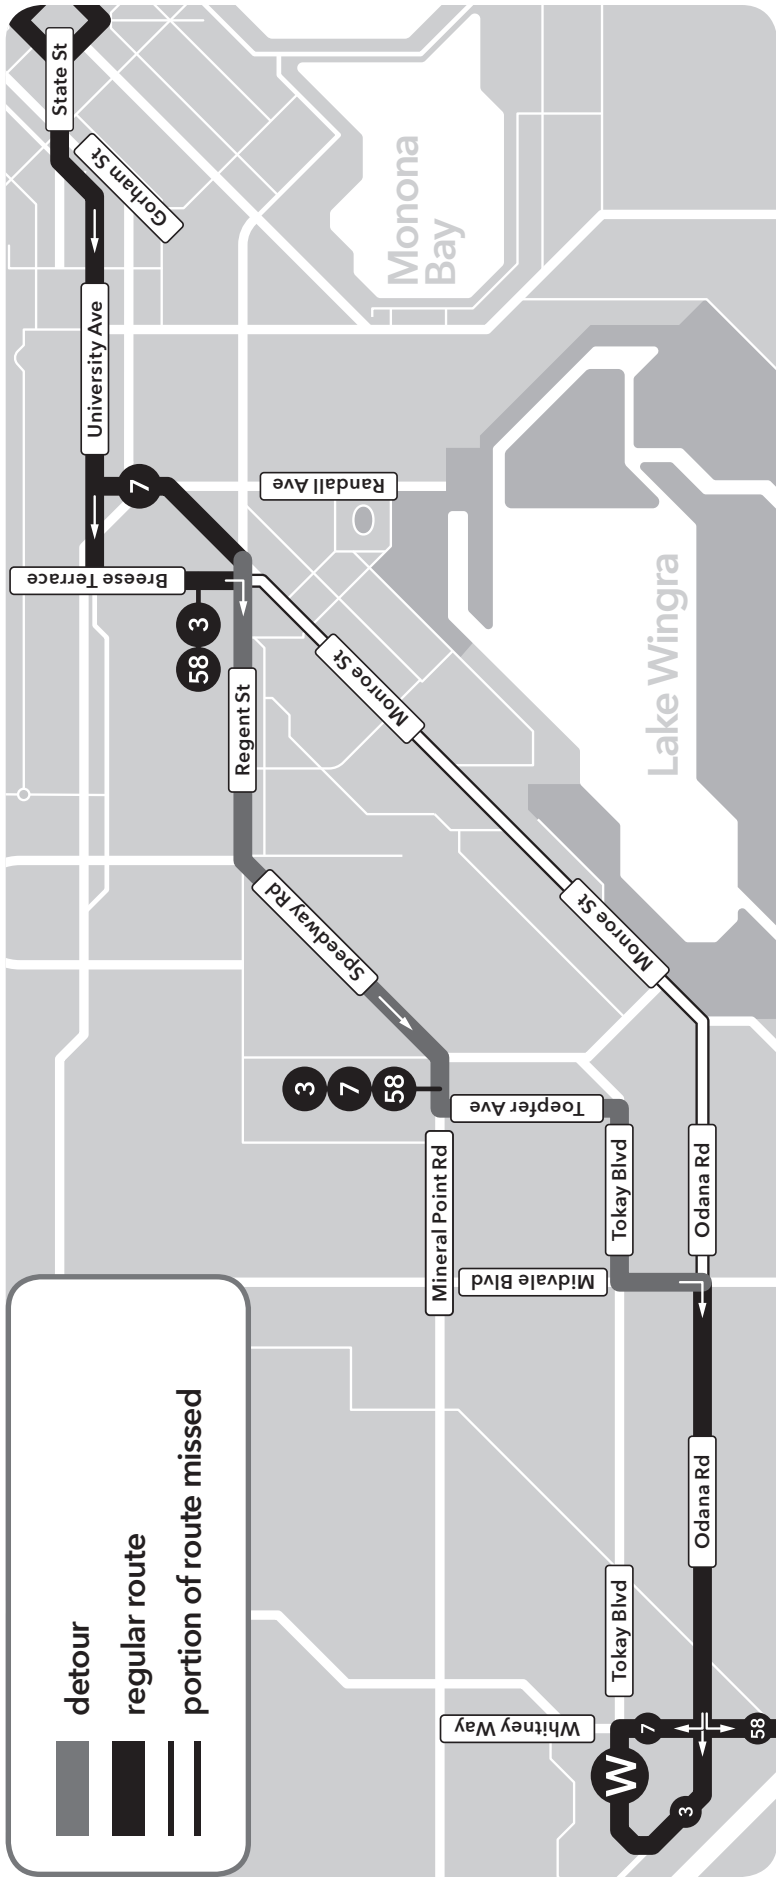 State St
Gorham St
University Ave
7
Randall Ave
Breese Terrace
3
58
Regent St
Monroe St
Monona
Bay
Lake Wingra
Speedway Rd
Monroe St
3
7
58
Toepfer Ave
Mineral Point Rd
Tokay Blvd
Odana Rd
Midvale Blvd
Odana Rd
Tokay Blvd
Whitney Way
7
58
W
3
detour
regular route
portion of route missed